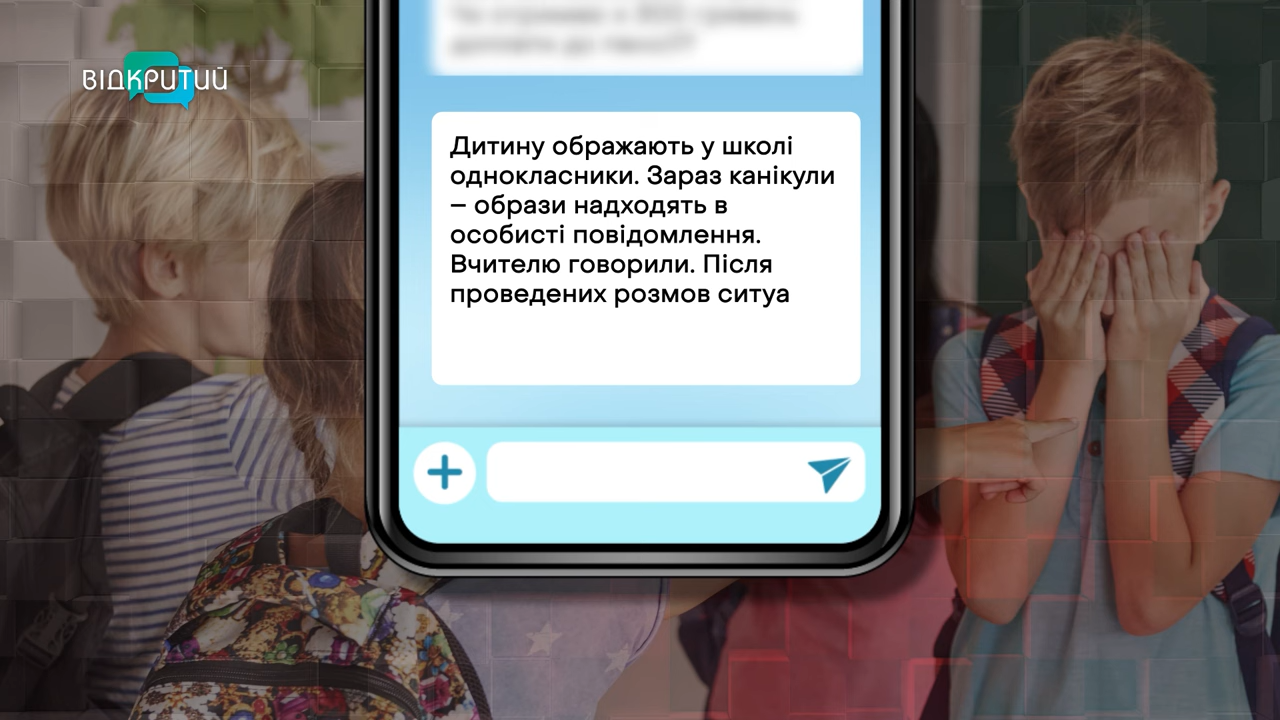 ВІДКРИТИЙ
Дитину ображають у школі
однокласники. Зараз канікули
– образи надходять в
особисті повідомлення.
Вчителю говорили. Після
проведених розмов ситуа